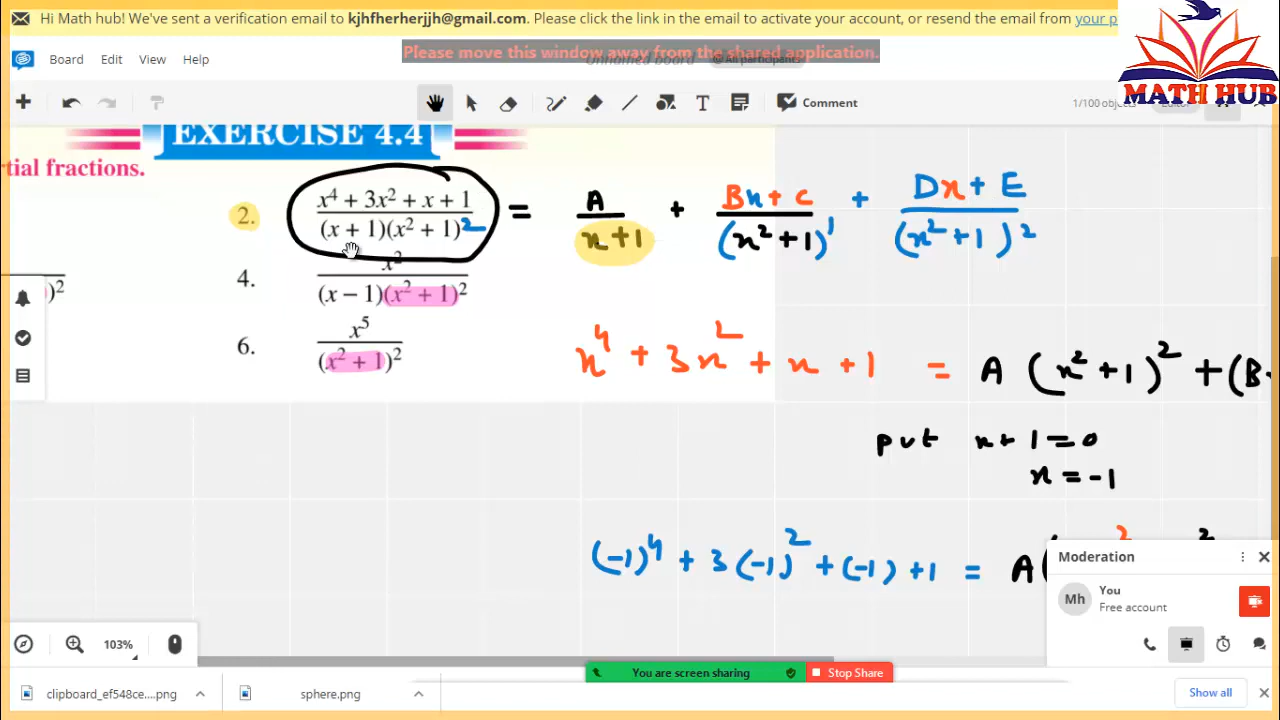 Hi Math hub! We've sent a verification email to kjhfherherjjh@gmail.com. Please click the link in the email to activate your account, or resend the email from your p
Please move this window away from the shared application.
Board Edit View Help
Unnamed board
All participants
Comment
1/100 objects
MATH HUB
EXERCISE 4.4
tial fractions.
2. x⁴ + 3x² + x + 1 / (x + 1)(x² + 1)² = A / x+1 + Bx + C / (x²+1)¹ + Dx + E / (x²+1)²
)²
4. x² / (x − 1)(x² + 1)²
6. x⁵ / (x² + 1)²
x⁴ + 3x² + x + 1 = A (x²+1)² + (B
put x + 1 = 0
x = -1
(-1)⁴ + 3(-1)² + (-1) + 1 = A(
Moderation
Mh You
Free account
103%
You are screen sharing
Stop Share
clipboard_ef548ce....png
sphere.png
Show all